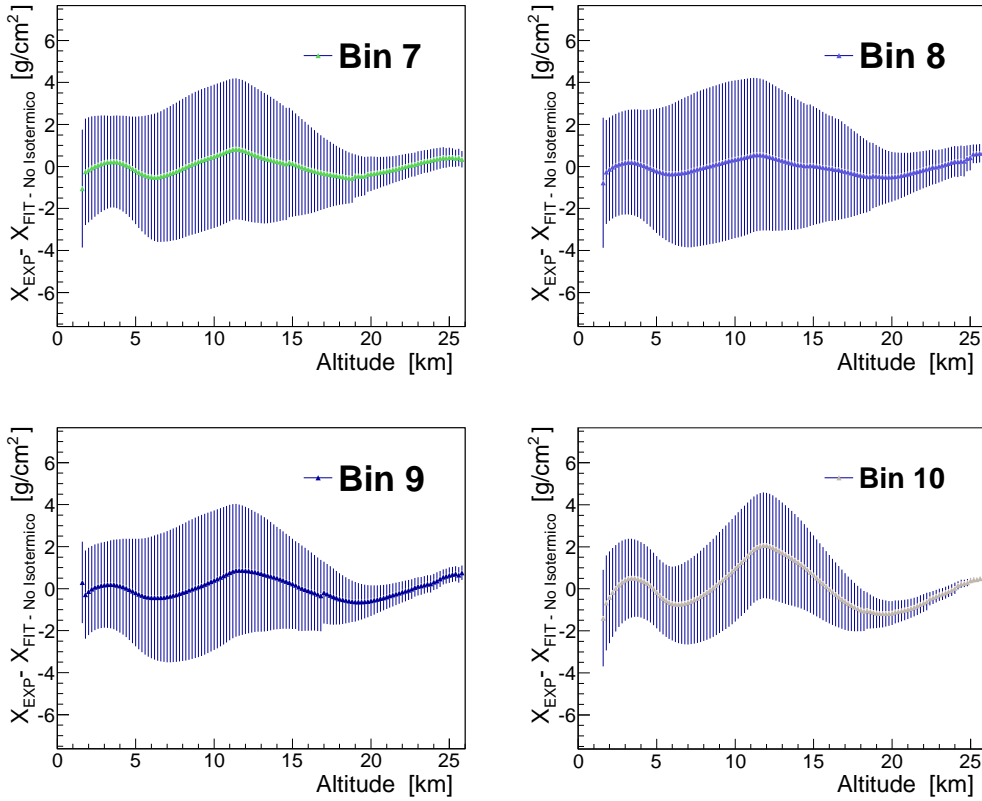 X_EXP - X_FIT - No Isotermico [g/cm²]
6
4
2
0
-2
-4
-6
Bin 7
0 5 10 15 20 25
Altitude [km]
X_EXP - X_FIT - No Isotermico [g/cm²]
6
4
2
0
-2
-4
-6
Bin 8
0 5 10 15 20 25
Altitude [km]
X_EXP - X_FIT - No Isotermico [g/cm²]
6
4
2
0
-2
-4
-6
Bin 9
0 5 10 15 20 25
Altitude [km]
X_EXP - X_FIT - No Isotermico [g/cm²]
6
4
2
0
-2
-4
-6
Bin 10
0 5 10 15 20 25
Altitude [km]